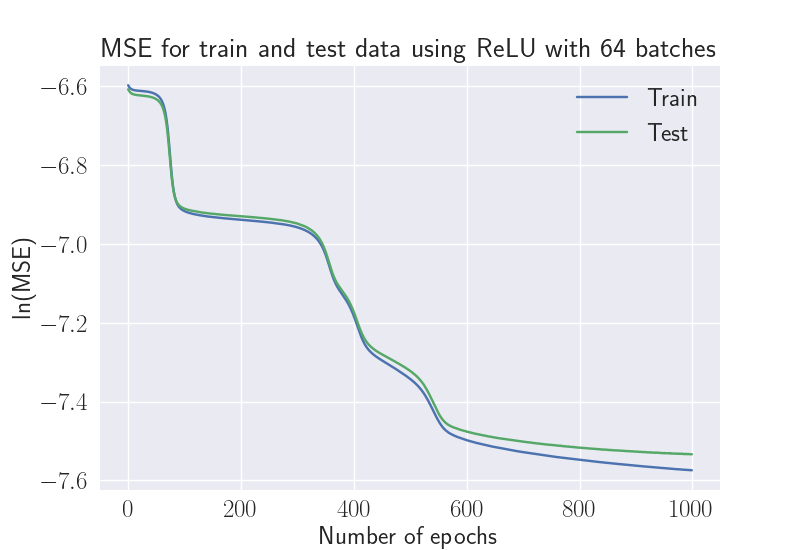 MSE for train and test data using ReLU with 64 batches
−6.6
−6.8
−7.0
−7.2
−7.4
−7.6
ln(MSE)
Train
Test
0 200 400 600 800 1000
Number of epochs